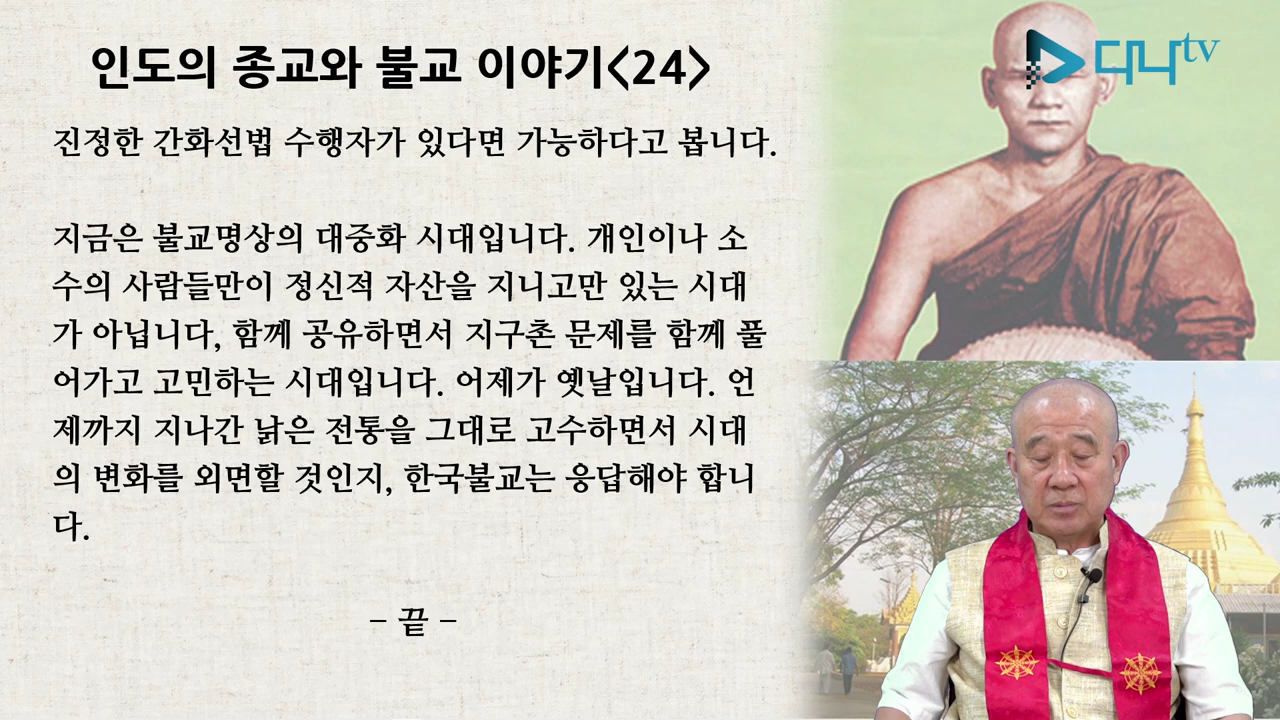 인도의 종교와 불교 이야기<24>
진정한 간화선법 수행자가 있다면 가능하다고 봅니다.
지금은 불교명상의 대중화 시대입니다. 개인이나 소
수의 사람들만이 정신적 자산을 지니고만 있는 시대
가 아닙니다, 함께 공유하면서 지구촌 문제를 함께 풀
어가고 고민하는 시대입니다. 어제가 옛날입니다. 언
제까지 지나간 낡은 전통을 그대로 고수하면서 시대
의 변화를 외면할 것인지, 한국불교는 응답해야 합니
다.
- 끝 -
다나tv